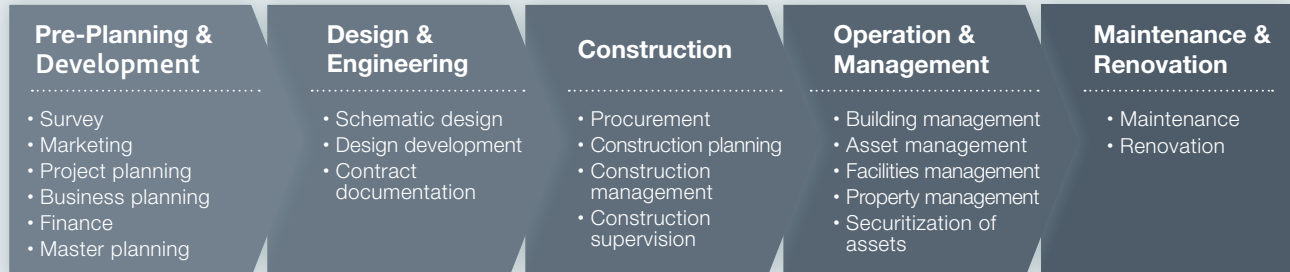 Pre-Planning &
Development
• Survey
• Marketing
• Project planning
• Business planning
• Finance
• Master planning
Design &
Engineering
• Schematic design
• Design development
• Contract
documentation
Construction
• Procurement
• Construction planning
• Construction
management
• Construction
supervision
Operation &
Management
• Building management
• Asset management
• Facilities management
• Property management
• Securitization of
assets
Maintenance &
Renovation
• Maintenance
• Renovation